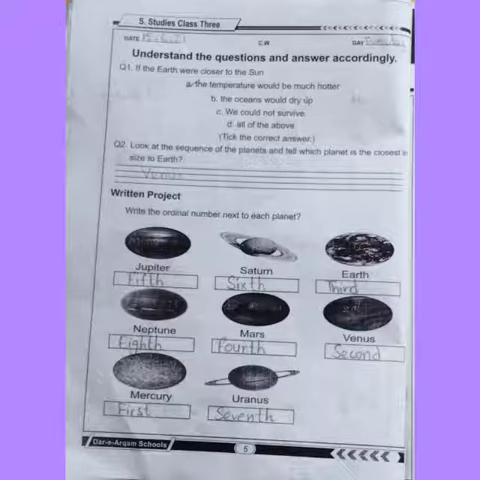 S. Studies Class Three
DATE 15-6-21 C.W DAY Tuesday
Understand the questions and answer accordingly.
Q1. If the Earth were closer to the Sun
a. the temperature would be much hotter
b. the oceans would dry up
c. We could not survive
d. all of the above
(Tick the correct answer.)
Q2. Look at the sequence of the planets and tell which planet is the closest in
size to Earth?
Venus
Written Project
Write the ordinal number next to each planet?
Jupiter Saturn Earth
Fifth Sixth Third
Neptune Mars Venus
Eighth Fourth Second
Mercury Uranus
First Seventh
Dar-e-Arqam Schools 5